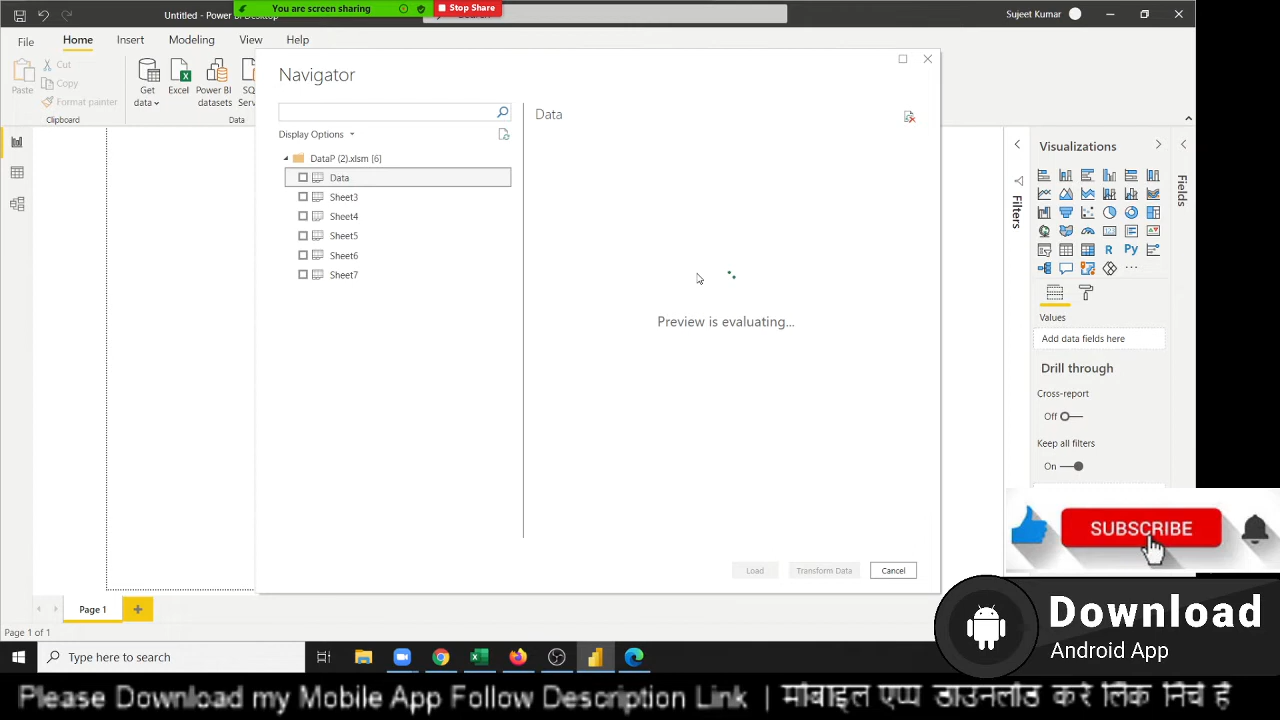 Untitled - Power BI Desktop
You are screen sharing
Stop Share
Sujeet Kumar
File
Home
Insert
Modeling
View
Help
Paste
Cut
Copy
Format painter
Clipboard
Get data
Excel
Power BI datasets
Data
Navigator
Display Options
DataP (2).xlsm [6]
Data
Sheet3
Sheet4
Sheet5
Sheet6
Sheet7
Data
Preview is evaluating...
Load
Transform Data
Cancel
Filters
Visualizations
R
Py
Values
Add data fields here
Drill through
Cross-report
Off
Keep all filters
On
Fields
SUBSCRIBE
Download
Android App
Page 1
Page 1 of 1
Type here to search
Please Download my Mobile App Follow Description Link | मोबाइल एप्प डाउनलोड करे लिंक निचे है